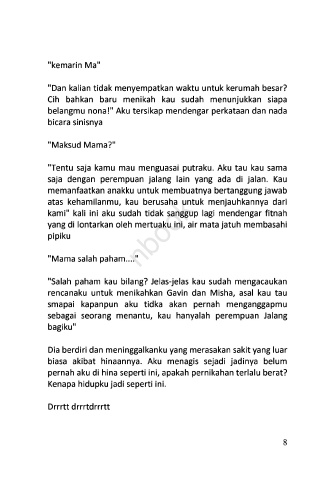 "kemarin Ma"
"Dan kalian tidak menyempatkan waktu untuk kerumah besar?
Cih bahkan baru menikah kau sudah menunjukkan siapa
belangmu nona!" Aku tersikap mendengar perkataan dan nada
bicara sinisnya
"Maksud Mama?"
"Tentu saja kamu mau menguasai putraku. Aku tau kau sama
saja dengan perempuan jalang lain yang ada di jalan. Kau
memanfaatkan anakku untuk membuatnya bertanggung jawab
atas kehamilanmu, kau berusaha untuk menjauhkannya dari
kami" kali ini aku sudah tidak sanggup lagi mendengar fitnah
yang di lontarkan oleh mertuaku ini, air mata jatuh membasahi
pipiku
"Mama salah paham...."
"Salah paham kau bilang? Jelas-jelas kau sudah mengacaukan
rencanaku untuk menikahkan Gavin dan Misha, asal kau tau
smapai kapanpun aku tidka akan pernah menganggapmu
sebagai seorang menantu, kau hanyalah perempuan Jalang
bagiku"
Dia berdiri dan meninggalkanku yang merasakan sakit yang luar
biasa akibat hinaannya. Aku menagis sejadi jadinya belum
pernah aku di hina seperti ini, apakah pernikahan terlalu berat?
Kenapa hidupku jadi seperti ini.
Drrrtt drrrtdrrrtt
8